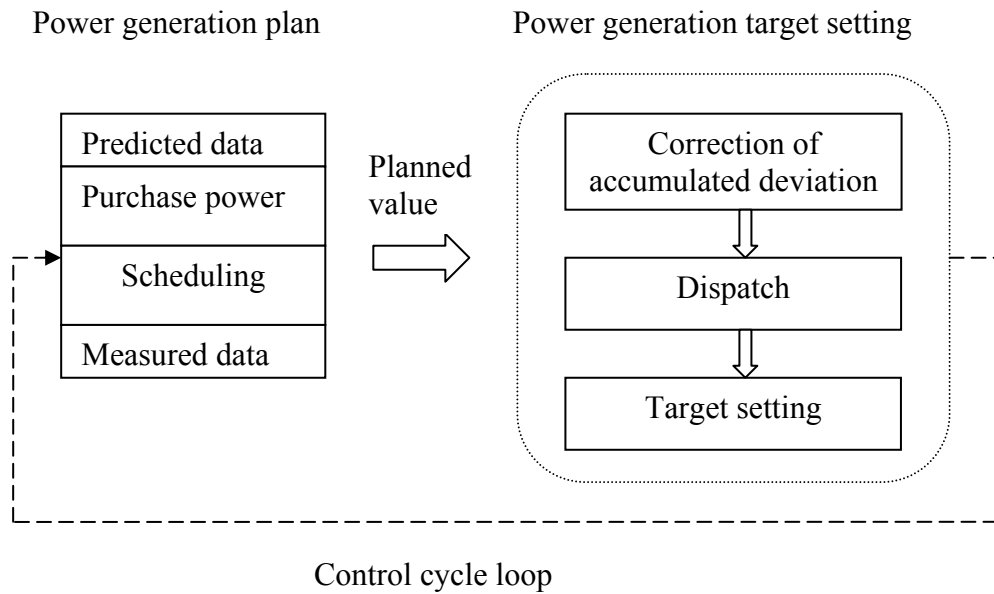 Power generation plan
Power generation target setting
Predicted data
Purchase power
Scheduling
Measured data
Planned
value
Correction of
accumulated deviation
Dispatch
Target setting
Control cycle loop